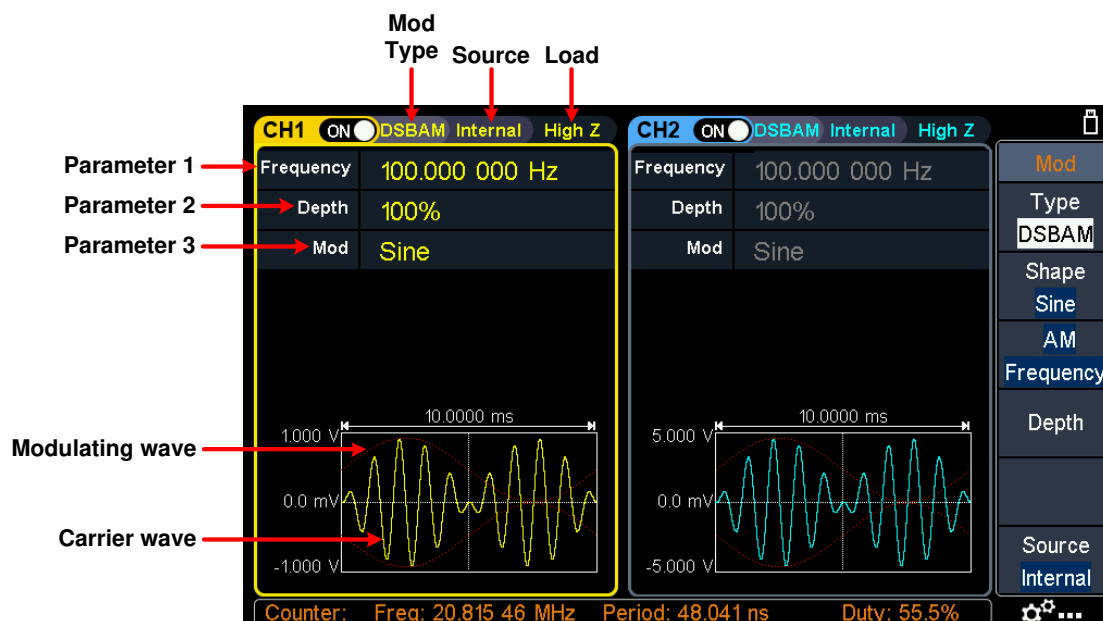 Mod
Type Source Load
CH1 ON DSBAM Internal High Z
CH2 ON DSBAM Internal High Z
Parameter 1
Parameter 2
Parameter 3
Modulating wave
Carrier wave
Frequency 100.000 000 Hz
Depth 100%
Mod Sine
10.0000 ms
1.000 V
0.0 mV
-1.000 V
Frequency 100.000 000 Hz
Depth 100%
Mod Sine
10.0000 ms
5.000 V
0.0 mV
-5.000 V
Mod
Type
DSBAM
Shape
Sine
AM
Frequency
Depth
Source
Internal
Counter: Freq: 20.815 46 MHz Period: 48.041 ns Duty: 55.5%